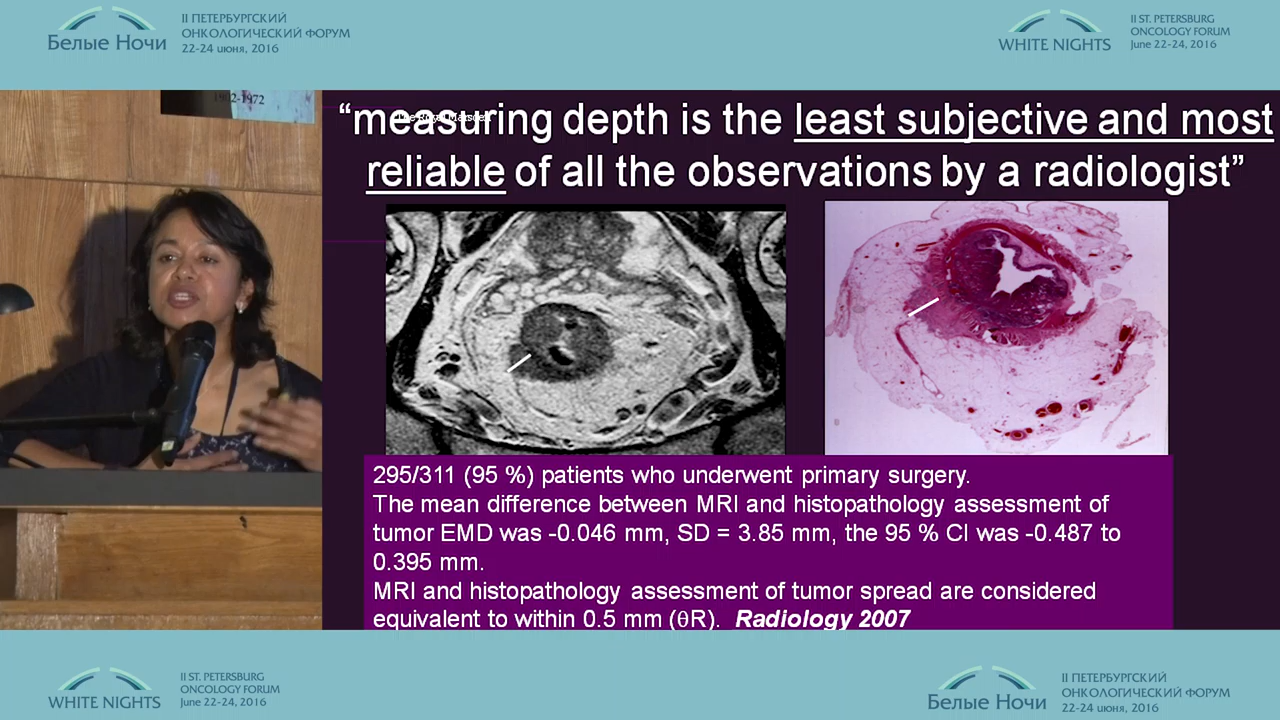 Белые Ночи
II ПЕТЕРБУРГСКИЙ
ОНКОЛОГИЧЕСКИЙ ФОРУМ
22-24 июня, 2016
WHITE NIGHTS
II ST. PETERSBURG
ONCOLOGY FORUM
June 22-24, 2016
1902-1972
“measuring depth is the least subjective and most
reliable of all the observations by a radiologist”
295/311 (95 %) patients who underwent primary surgery.
The mean difference between MRI and histopathology assessment of
tumor EMD was -0.046 mm, SD = 3.85 mm, the 95 % CI was -0.487 to
0.395 mm.
MRI and histopathology assessment of tumor spread are considered
equivalent to within 0.5 mm (θR). Radiology 2007
WHITE NIGHTS
II ST. PETERSBURG
ONCOLOGY FORUM
June 22-24, 2016
Белые Ночи
II ПЕТЕРБУРГСКИЙ
ОНКОЛОГИЧЕСКИЙ ФОРУМ
22-24 июня, 2016